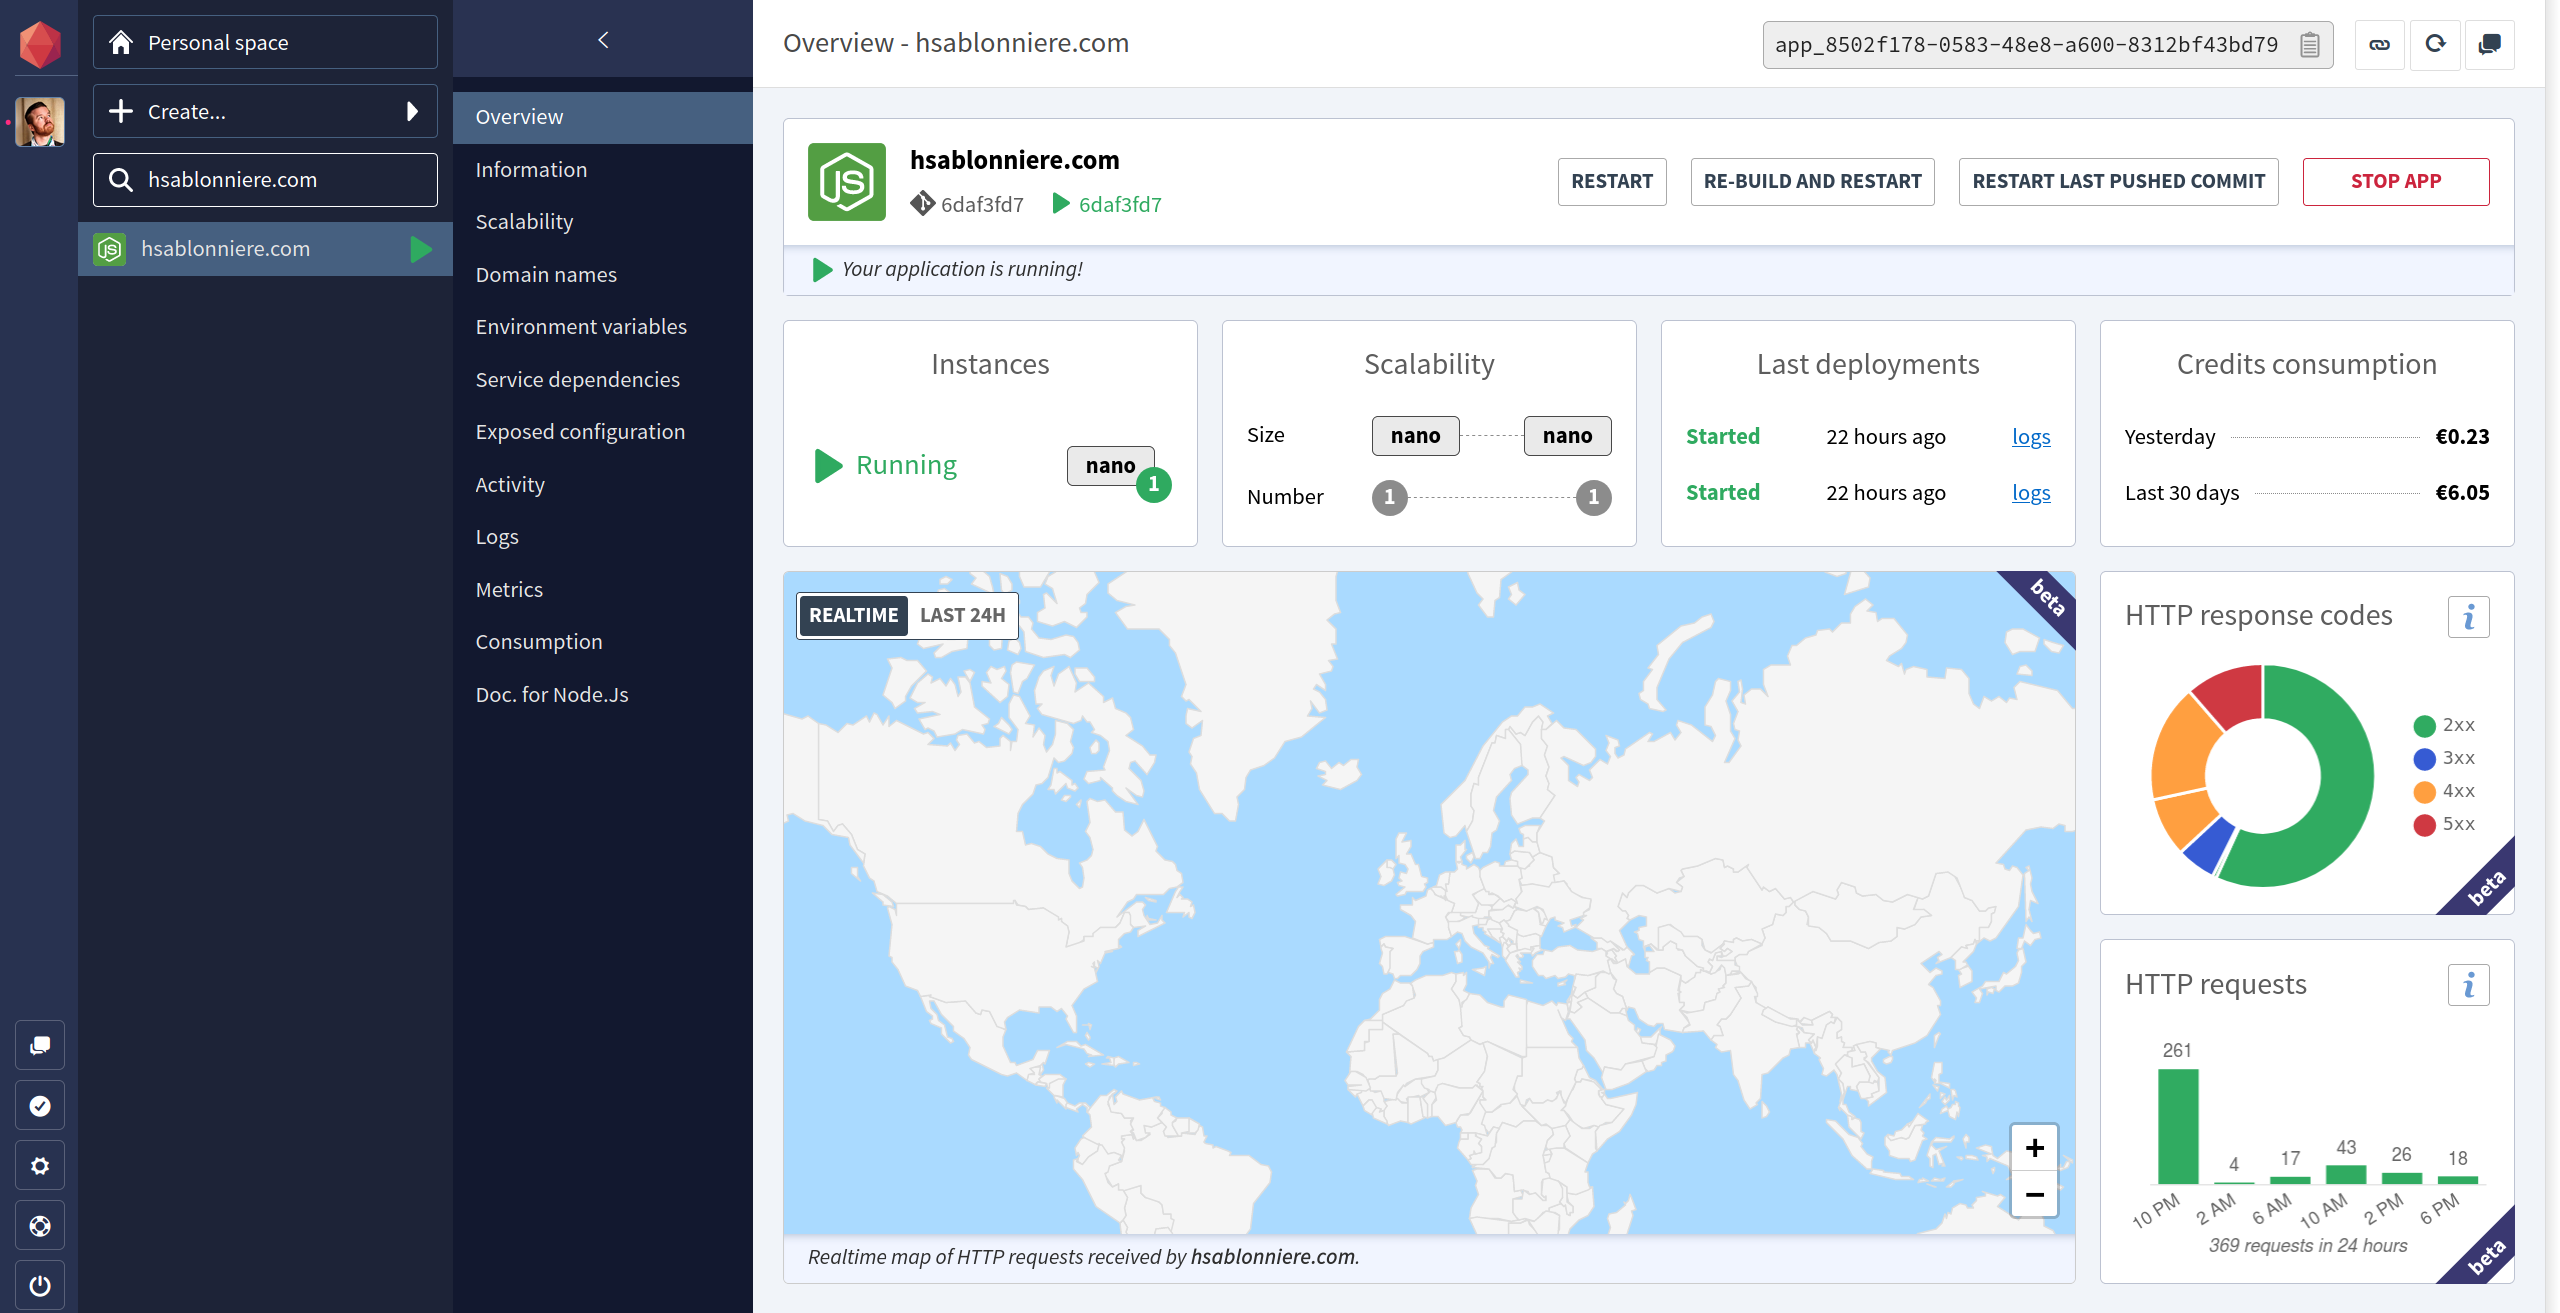 Personal space
Create...
hsablonniere.com
hsablonniere.com
Overview
Information
Scalability
Domain names
Environment variables
Service dependencies
Exposed configuration
Activity
Logs
Metrics
Consumption
Doc. for Node.Js
Overview - hsablonniere.com
app_8502f178-0583-48e8-a600-8312bf43bd79
JS
hsablonniere.com
6daf3fd7 6daf3fd7
RESTART RE-BUILD AND RESTART RESTART LAST PUSHED COMMIT STOP APP
Your application is running!
Instances
Running nano 1
Scalability
Size nano nano
Number 1 1
Last deployments
Started 22 hours ago logs
Started 22 hours ago logs
Credits consumption
Yesterday €0.23
Last 30 days €6.05
REALTIME LAST 24H
beta
+
−
Realtime map of HTTP requests received by hsablonniere.com.
HTTP response codes i
2xx
3xx
4xx
5xx
beta
HTTP requests i
261 4 17 43 26 18
10 PM 2 AM 6 AM 10 AM 2 PM 6 PM
369 requests in 24 hours
beta